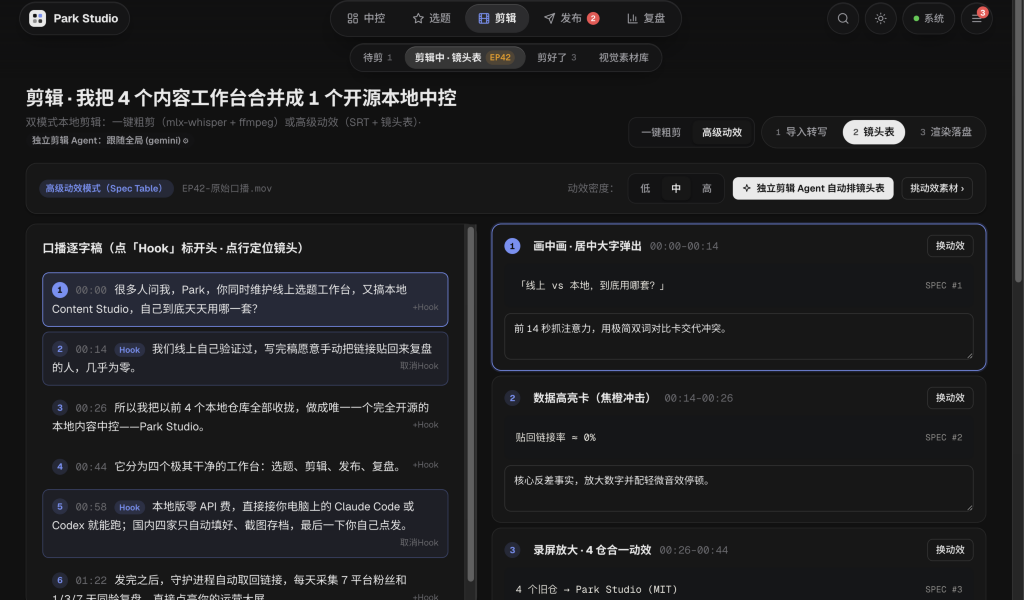 Park Studio
中控
选题
剪辑
发布 2
复盘
系统
3
待剪 1
剪辑中 · 镜头表 EP42
剪好了 3
视觉素材库
剪辑 · 我把 4 个内容工作台合并成 1 个开源本地中控
双模式本地剪辑：一键粗剪（mlx-whisper + ffmpeg）或高级动效（SRT + 镜头表）·
独立剪辑 Agent：跟随全局 (gemini)
一键粗剪
高级动效
1 导入转写
2 镜头表
3 渲染落盘
高级动效模式（Spec Table）
EP42-原始口播.mov
动效密度：
低
中
高
独立剪辑 Agent 自动排镜头表
挑动效素材 ›
口播逐字稿（点「Hook」标开头 · 点行定位镜头）
1 00:00 很多人问我，Park，你同时维护线上选题工作台，又搞本地
Content Studio，自己到底天天用哪一套？
+Hook
2 00:14 Hook 我们线上自己验证过，写完稿愿意手动把链接贴回来复盘
的人，几乎为零。
取消Hook
3 00:26 所以我把以前 4 个本地仓库全部收拢，做成唯一一个完全开源的
本地内容中控——Park Studio。
+Hook
4 00:44 它分为四个极其干净的工作台：选题、剪辑、发布、复盘。
+Hook
5 00:58 Hook 本地版零 API 费，直接接你电脑上的 Claude Code 或
Codex 就能跑；国内四家只自动填好、截图存档，最后一下你自己点发。
取消Hook
6 01:22 发完之后，守护进程自动取回链接，每天采集 7 平台粉丝和
1/3/7 天同龄复盘，直接点亮你的运营大屏。
+Hook
1 画中画 · 居中大字弹出 00:00–00:14
换动效
「线上 vs 本地，到底用哪套？」
SPEC #1
前 14 秒抓注意力，用极简双词对比卡交代冲突。
2 数据高亮卡（焦橙冲击） 00:14–00:26
换动效
贴回链接率 ≈ 0%
SPEC #2
核心反差事实，放大数字并配轻微音效停顿。
3 录屏放大 · 4 仓合一动效 00:26–00:44
换动效
4 个旧仓 → Park Studio (MIT)
SPEC #3